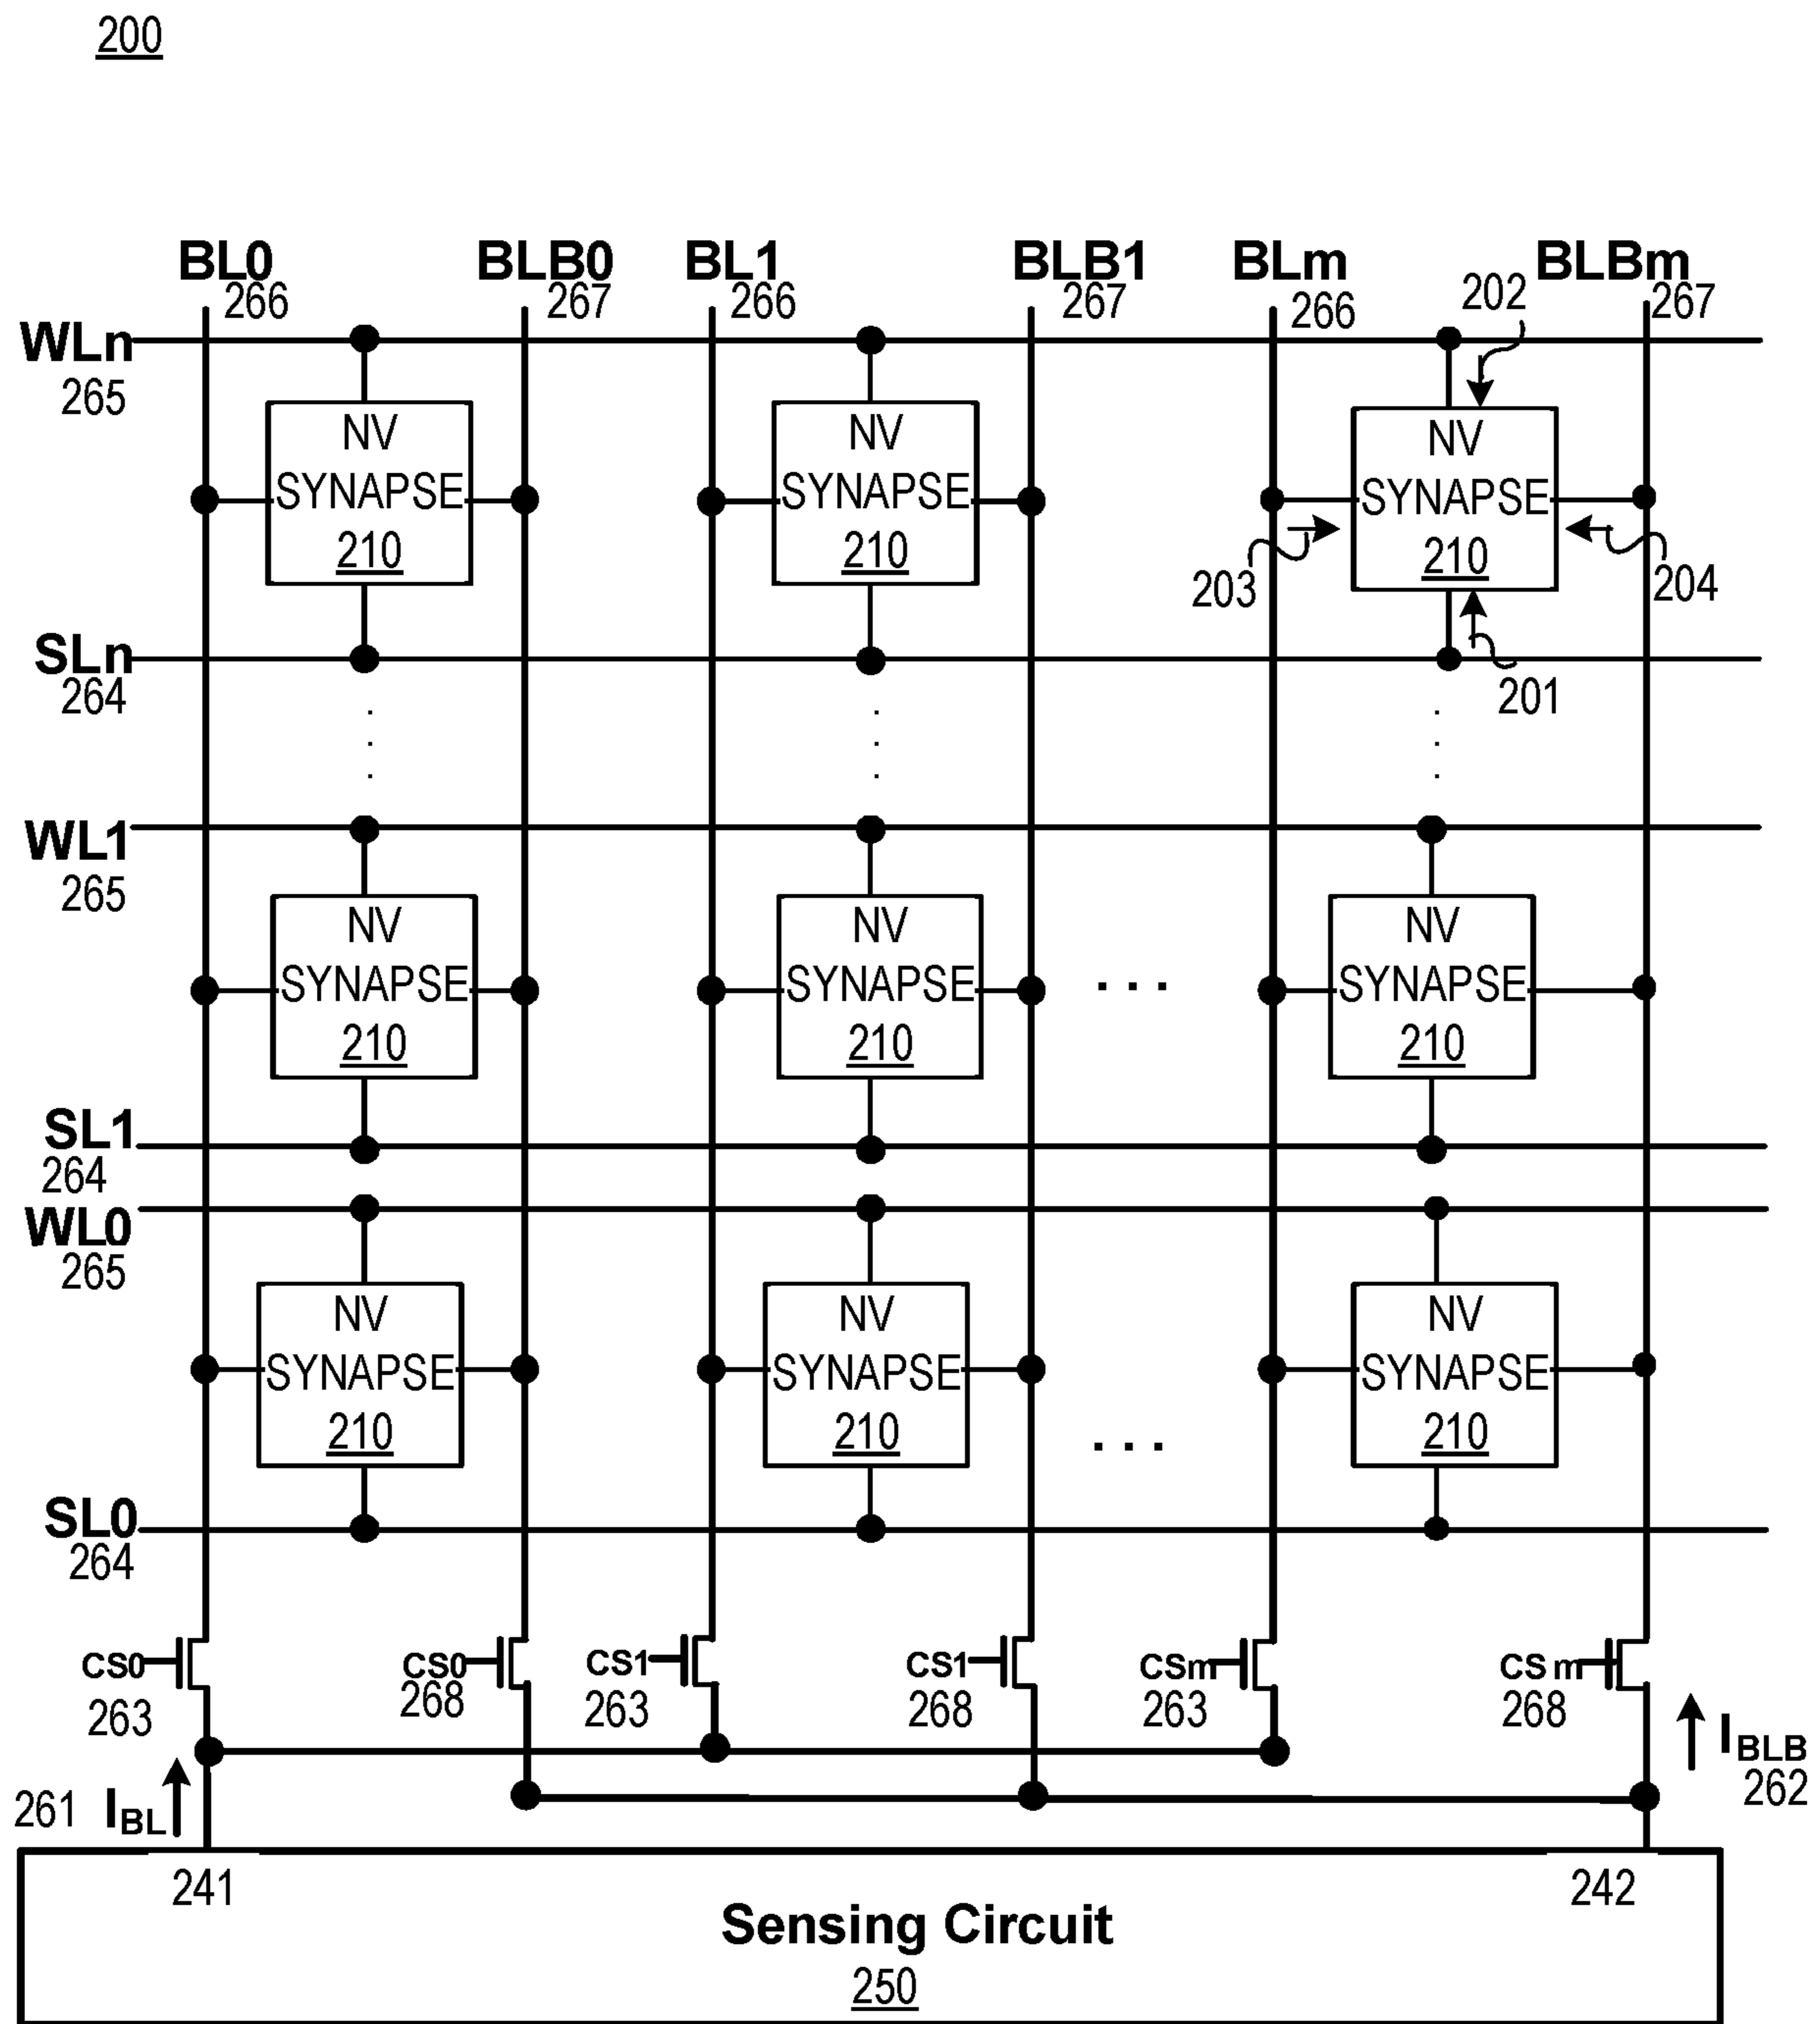 200
BL0 BLB0 BL1 BLB1 BLm BLBm
266 267 266 267 266 202 267
WLn
265
NV NV NV
SYNAPSE SYNAPSE SYNAPSE
210 210 210
203 204
SLn
264 201
. . .
. . .
. . .
WL1
265
NV NV NV
SYNAPSE SYNAPSE . . . SYNAPSE
210 210 210
SL1
264
WL0
265
NV NV NV
SYNAPSE SYNAPSE SYNAPSE
210 210 . . . 210
SL0
264
CS0 CS0 CS1 CS1 CSm CS m
263 268 263 268 263 268
I BLB
261 I BL 262
241 242
Sensing Circuit
250